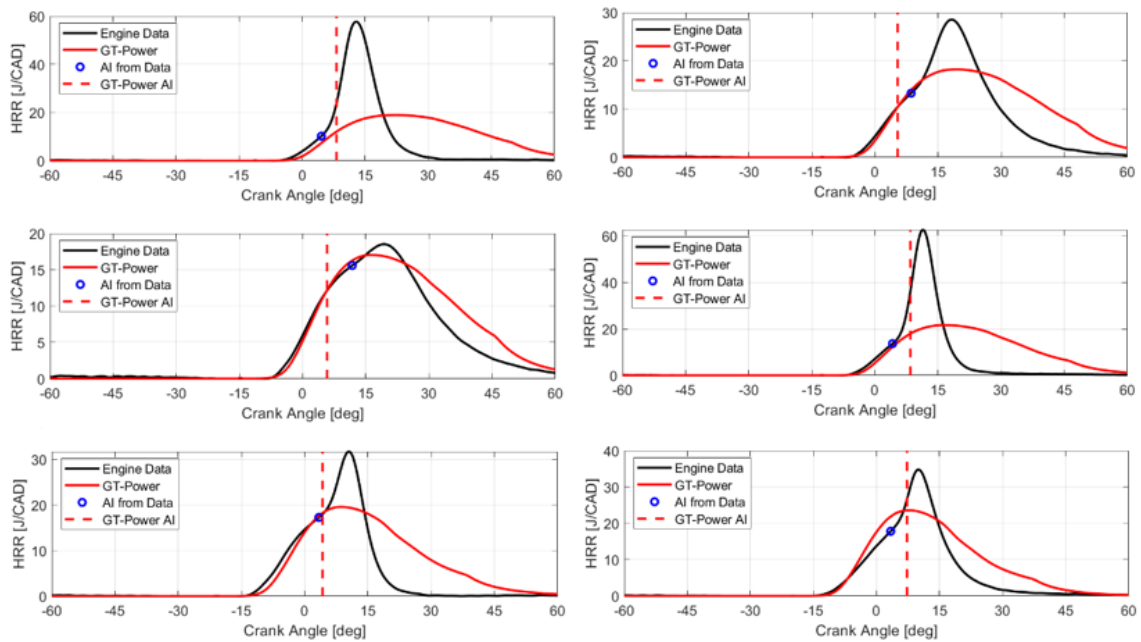 60
40
20
0
HRR [J/CAD]
Engine Data
GT-Power
AI from Data
GT-Power AI
-60 -45 -30 -15 0 15 30 45 60
Crank Angle [deg]
30
20
10
0
HRR [J/CAD]
Engine Data
GT-Power
AI from Data
GT-Power AI
-60 -45 -30 -15 0 15 30 45 60
Crank Angle [deg]
20
15
10
5
0
HRR [J/CAD]
Engine Data
GT-Power
AI from Data
GT-Power AI
-60 -45 -30 -15 0 15 30 45 60
Crank Angle [deg]
60
40
20
0
HRR [J/CAD]
Engine Data
GT-Power
AI from Data
GT-Power AI
-60 -45 -30 -15 0 15 30 45 60
Crank Angle [deg]
30
20
10
0
HRR [J/CAD]
Engine Data
GT-Power
AI from Data
GT-Power AI
-60 -45 -30 -15 0 15 30 45 60
Crank Angle [deg]
40
30
20
10
0
HRR [J/CAD]
Engine Data
GT-Power
AI from Data
GT-Power AI
-60 -45 -30 -15 0 15 30 45 60
Crank Angle [deg]